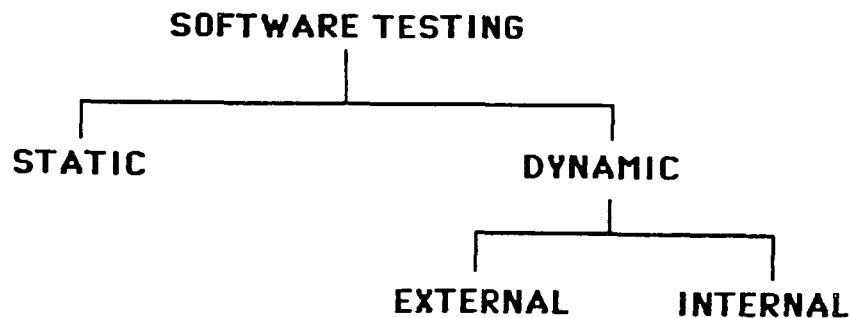 SOFTWARE TESTING
STATIC
DYNAMIC
EXTERNAL
INTERNAL